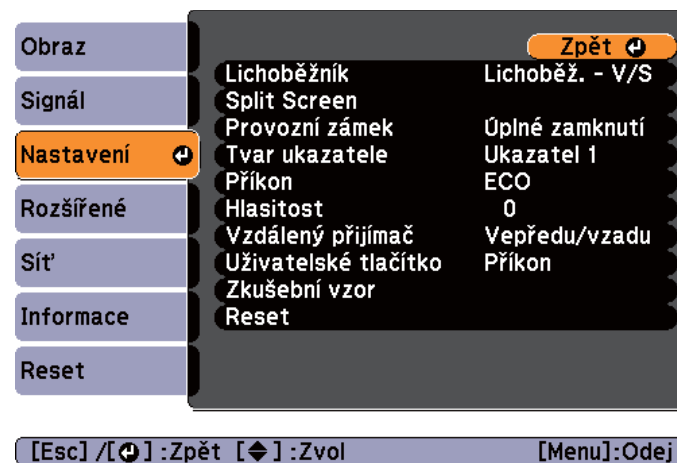 Obraz
Signál
Nastavení
Rozšířené
Síť
Informace
Reset
Zpět
Lichoběžník Lichoběž. - V/S
Split Screen
Provozní zámek Úplné zamknutí
Tvar ukazatele Ukazatel 1
Příkon ECO
Hlasitost 0
Vzdálený přijímač Vepředu/vzadu
Uživatelské tlačítko Příkon
Zkušební vzor
Reset
[Esc] /[⏎] :Zpět [◆] :Zvol [Menu]:Odej